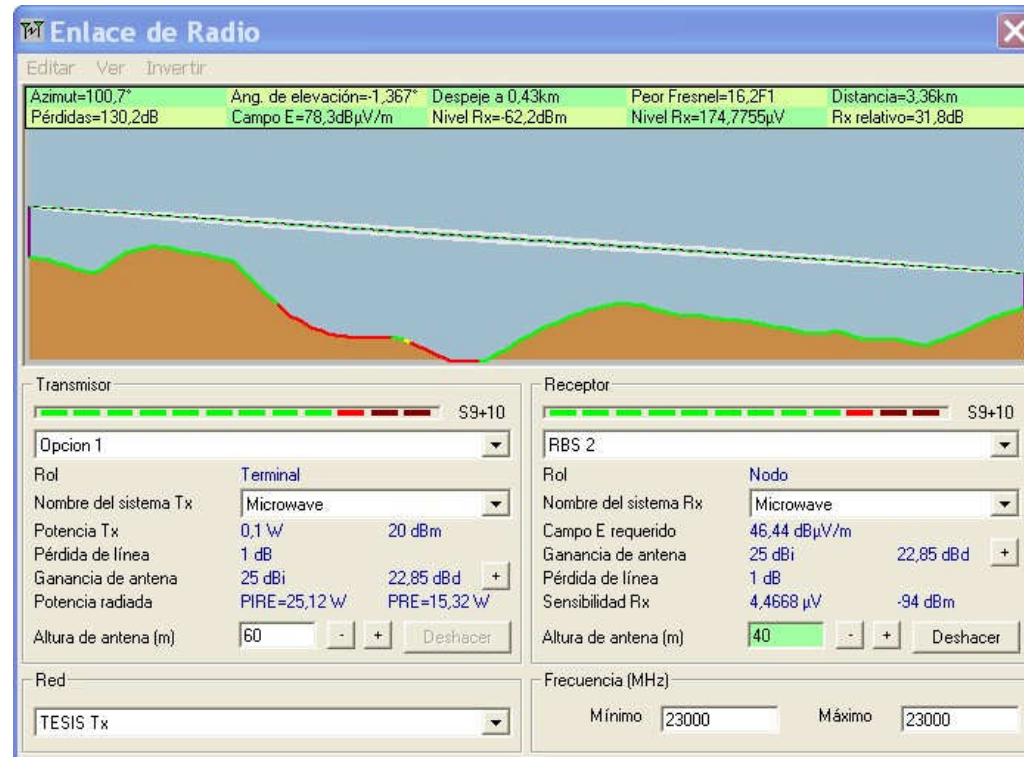 Enlace de Radio
Editar Ver Invertir
Azimut=100,7° Ang. de elevación=-1,367° Despeje a 0,43km Peor Fresnel=16,2F1 Distancia=3,36km
Pérdidas=130,2dB Campo E=78,3dBµV/m Nivel Rx=-62,2dBm Nivel Rx=174,7755µV Rx relativo=31,8dB
Transmisor
S9+10
Opcion 1
Rol Terminal
Nombre del sistema Tx Microwave
Potencia Tx 0,1 W 20 dBm
Pérdida de línea 1 dB
Ganancia de antena 25 dBi 22,85 dBd +
Potencia radiada PIRE=25,12 W PRE=15,32 W
Altura de antena (m) 60 - + Deshacer
Red
TESIS Tx
Receptor
S9+10
RBS 2
Rol Nodo
Nombre del sistema Rx Microwave
Campo E requerido 46,44 dBµV/m
Ganancia de antena 25 dBi 22,85 dBd +
Pérdida de línea 1 dB
Sensibilidad Rx 4,4668 µV -94 dBm
Altura de antena (m) 40 - + Deshacer
Frecuencia (MHz)
Mínimo 23000 Máximo 23000